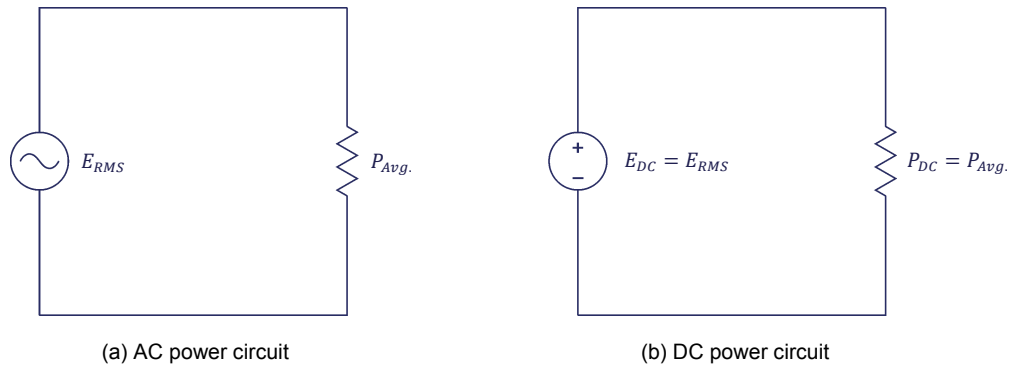 E_RMS
P_Avg.
+
−
E_DC = E_RMS
P_DC = P_Avg.
(a) AC power circuit
(b) DC power circuit